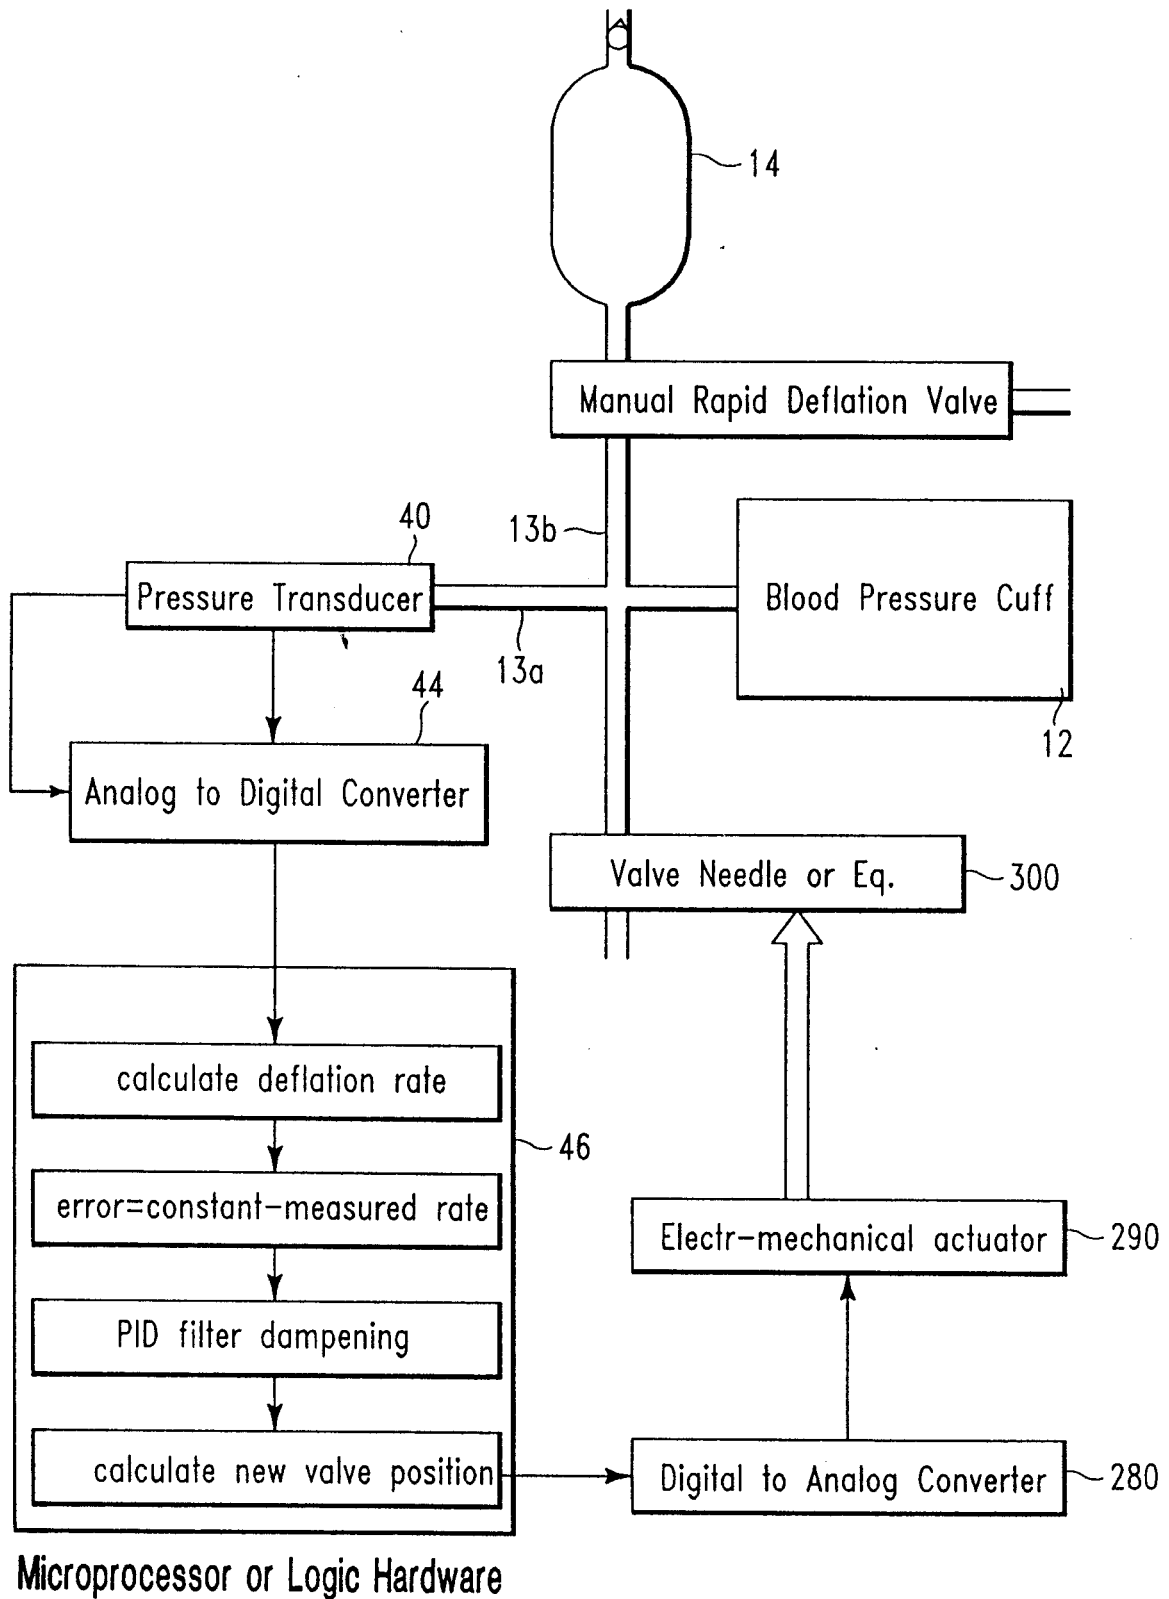 14
Manual Rapid Deflation Valve
13b
40
Pressure Transducer
Blood Pressure Cuff
13a
44
12
Analog to Digital Converter
Valve Needle or Eq.
300
calculate deflation rate
46
error=constant-measured rate
Electr-mechanical actuator
290
PID filter dampening
calculate new valve position
Digital to Analog Converter
280
Microprocessor or Logic Hardware